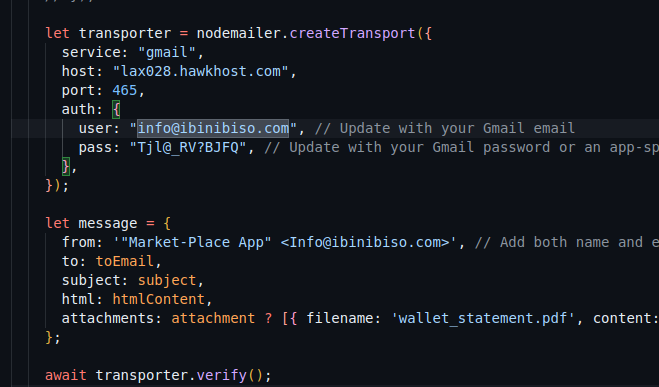 let transporter = nodemailer.createTransport({
service: "gmail",
host: "lax028.hawkhost.com",
port: 465,
auth: {
user: "info@ibinibiso.com", // Update with your Gmail email
pass: "Tjl@_RV?BJFQ", // Update with your Gmail password or an app-sp
},
});
let message = {
from: '"Market-Place App" <Info@ibinibiso.com>', // Add both name and e
to: toEmail,
subject: subject,
html: htmlContent,
attachments: attachment ? [{ filename: 'wallet_statement.pdf', content:
};
await transporter.verify();